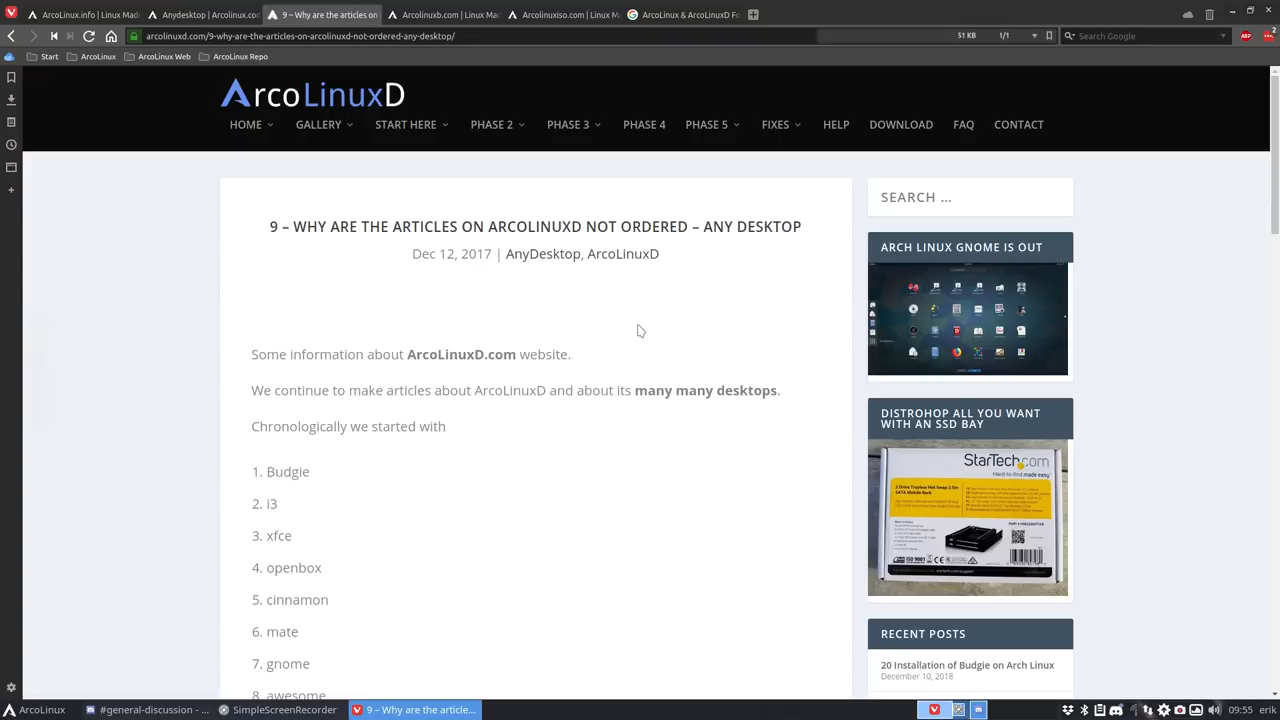 ArcoLinux.info | Linux Mad
Anydesktop | ArcoLinux.co
9 – Why are the articles on
Arcolinuxb.com | Linux Mad
Arcolinuxiso.com | Linux M
ArcoLinux & ArcoLinuxD Fo
arcolinuxd.com/9-why-are-the-articles-on-arcolinuxd-not-ordered-any-desktop/
51 KB
1/1
Search Google
Start
ArcoLinux
ArcoLinux Web
ArcoLinux Repo
ArcoLinuxD
HOME GALLERY START HERE PHASE 2 PHASE 3 PHASE 4 PHASE 5 FIXES HELP DOWNLOAD FAQ CONTACT
9 – WHY ARE THE ARTICLES ON ARCOLINUXD NOT ORDERED – ANY DESKTOP
Dec 12, 2017 | AnyDesktop, ArcoLinuxD
Some information about ArcoLinuxD.com website.
We continue to make articles about ArcoLinuxD and about its many many desktops.
Chronologically we started with
1. Budgie
2. i3
3. xfce
4. openbox
5. cinnamon
6. mate
7. gnome
8. awesome
SEARCH …
ARCH LINUX GNOME IS OUT
DISTROHOP ALL YOU WANT
WITH AN SSD BAY
StarTech.com
Hard-to-find made easy
RECENT POSTS
20 Installation of Budgie on Arch Linux
December 10, 2018
ArcoLinux
#general-discussion - ...
SimpleScreenRecorder
9 – Why are the article...
09:55
erik